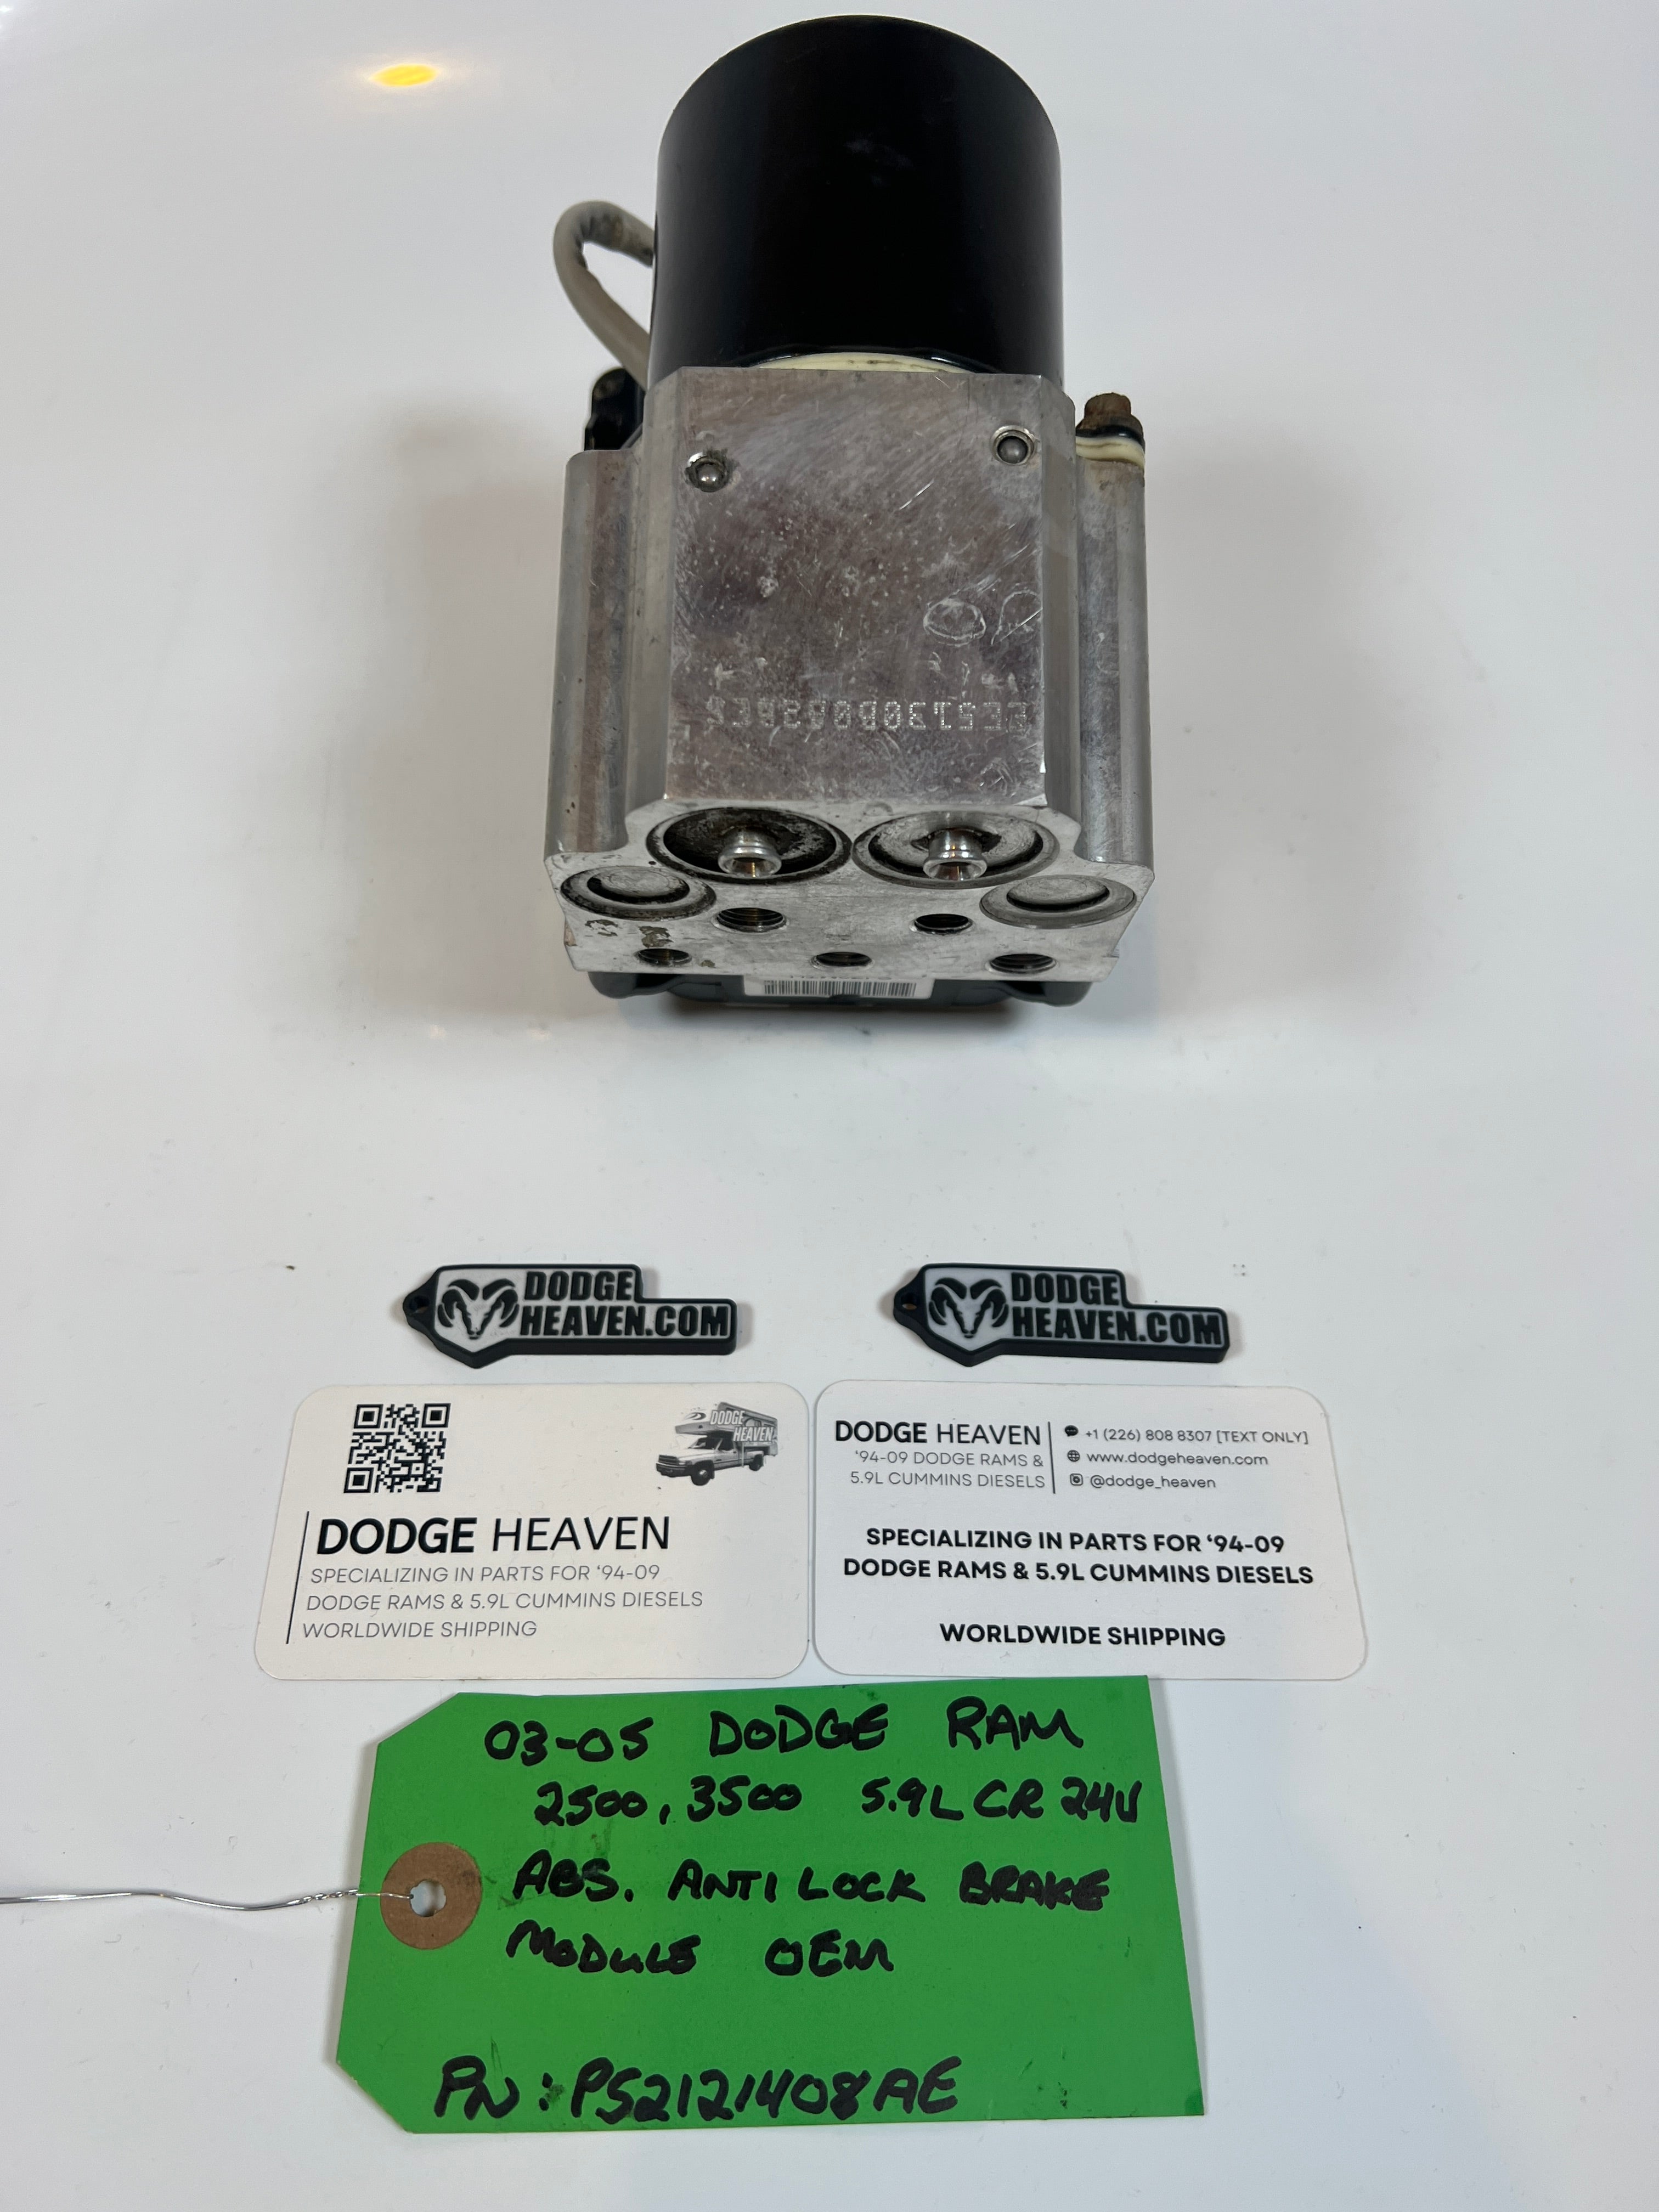 DODGE
HEAVEN.COM
DODGE
HEAVEN.COM
DODGE
HEAVEN
DODGE HEAVEN
SPECIALIZING IN PARTS FOR ‘94-09
DODGE RAMS & 5.9L CUMMINS DIESELS
WORLDWIDE SHIPPING
DODGE HEAVEN
'94-09 DODGE RAMS &
5.9L CUMMINS DIESELS
+1 (226) 808 8307 [TEXT ONLY]
www.dodgeheaven.com
@dodge_heaven
SPECIALIZING IN PARTS FOR ‘94-09
DODGE RAMS & 5.9L CUMMINS DIESELS
WORLDWIDE SHIPPING
03-05 DODGE RAM
2500, 3500 5.9L CR 24V
ABS. ANTI LOCK BRAKE
MODULE OEM
PN: P52121408AE